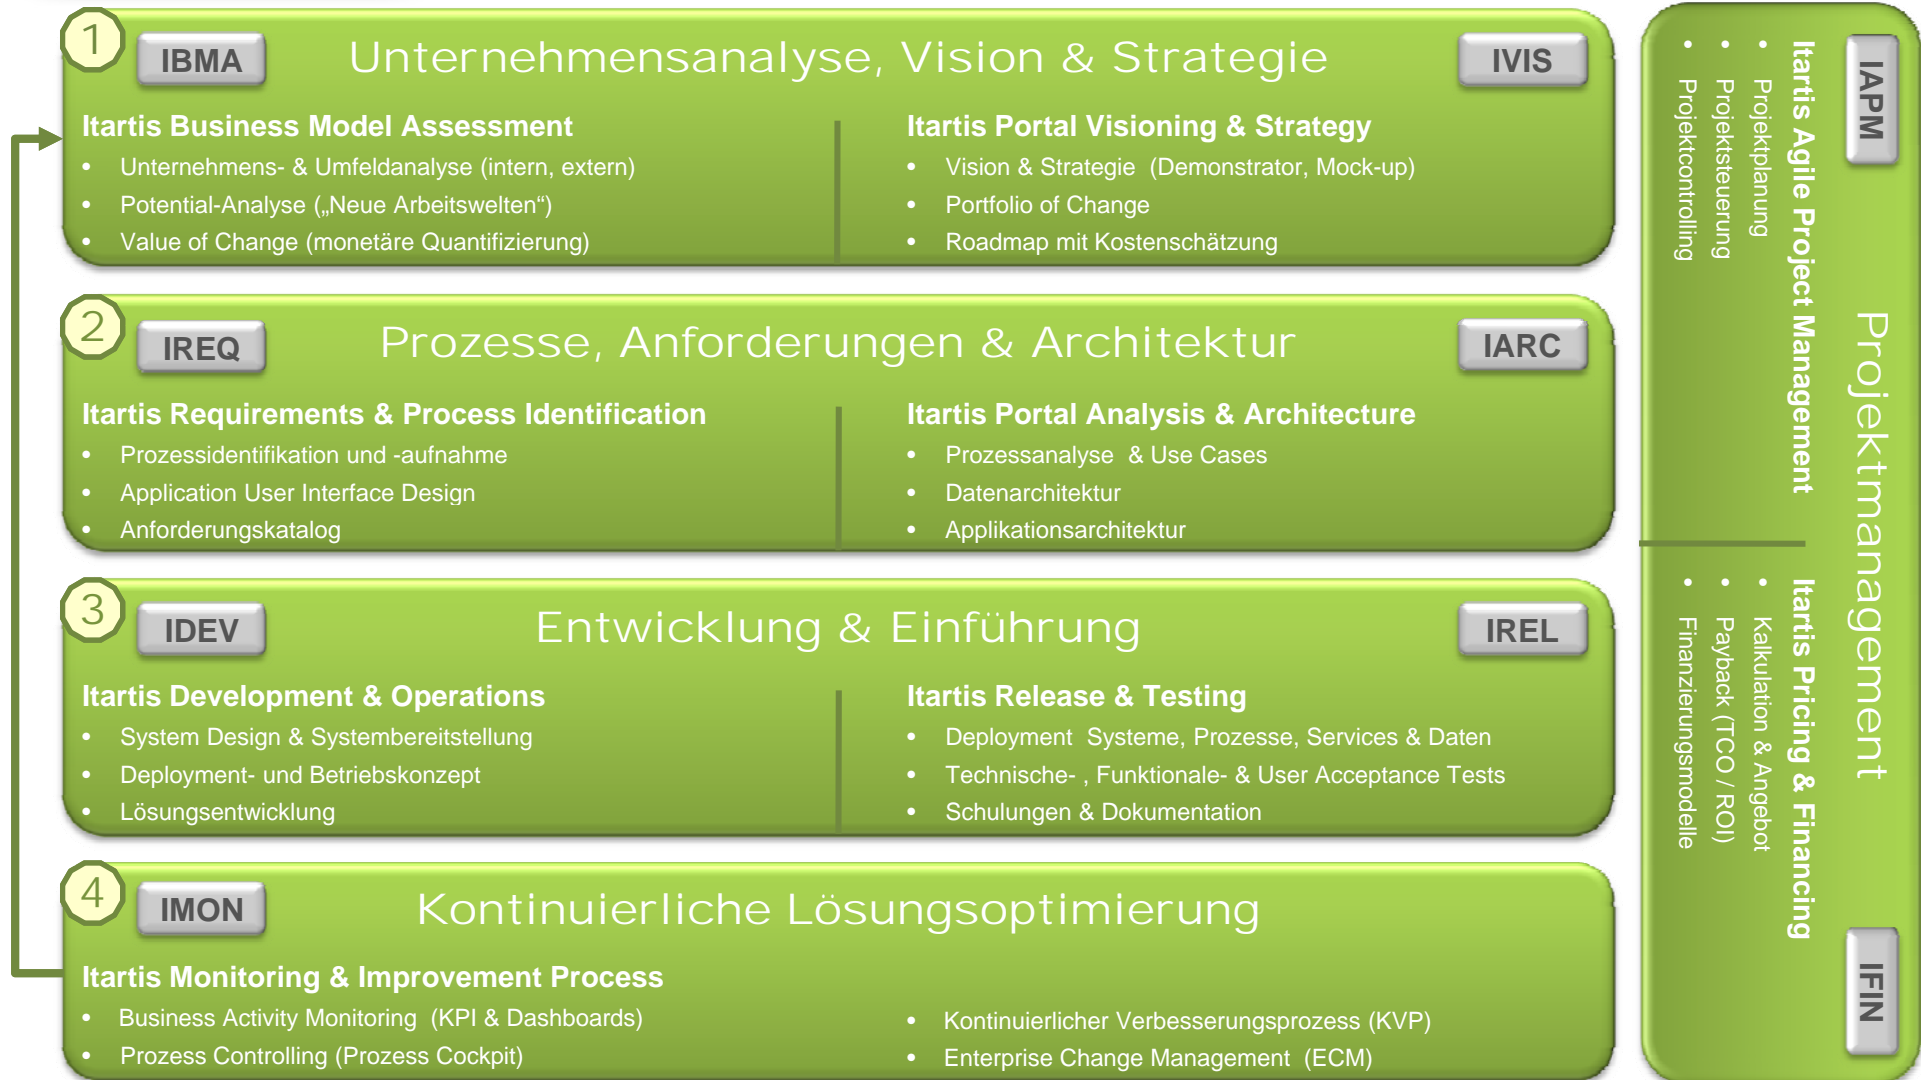 1
IBMA
Unternehmensanalyse, Vision & Strategie
IVIS
Itartis Business Model Assessment
• Unternehmens- & Umfeldanalyse (intern, extern)
• Potential-Analyse („Neue Arbeitswelten“)
• Value of Change (monetäre Quantifizierung)
Itartis Portal Visioning & Strategy
• Vision & Strategie (Demonstrator, Mock-up)
• Portfolio of Change
• Roadmap mit Kostenschätzung
2
IREQ
Prozesse, Anforderungen & Architektur
IARC
Itartis Requirements & Process Identification
• Prozessidentifikation und -aufnahme
• Application User Interface Design
• Anforderungskatalog
Itartis Portal Analysis & Architecture
• Prozessanalyse & Use Cases
• Datenarchitektur
• Applikationsarchitektur
3
IDEV
Entwicklung & Einführung
IREL
Itartis Development & Operations
• System Design & Systembereitstellung
• Deployment- und Betriebskonzept
• Lösungsentwicklung
Itartis Release & Testing
• Deployment Systeme, Prozesse, Services & Daten
• Technische- , Funktionale- & User Acceptance Tests
• Schulungen & Dokumentation
4
IMON
Kontinuierliche Lösungsoptimierung
Itartis Monitoring & Improvement Process
• Business Activity Monitoring (KPI & Dashboards)
• Prozess Controlling (Prozess Cockpit)
• Kontinuierlicher Verbesserungsprozess (KVP)
• Enterprise Change Management (ECM)
IAPM
Projektmanagement
IFIN
Itartis Agile Project Management
• Projektplanung
• Projektsteuerung
• Projektcontrolling
Itartis Pricing & Financing
• Kalkulation & Angebot
• Payback (TCO / ROI)
• Finanzierungsmodelle